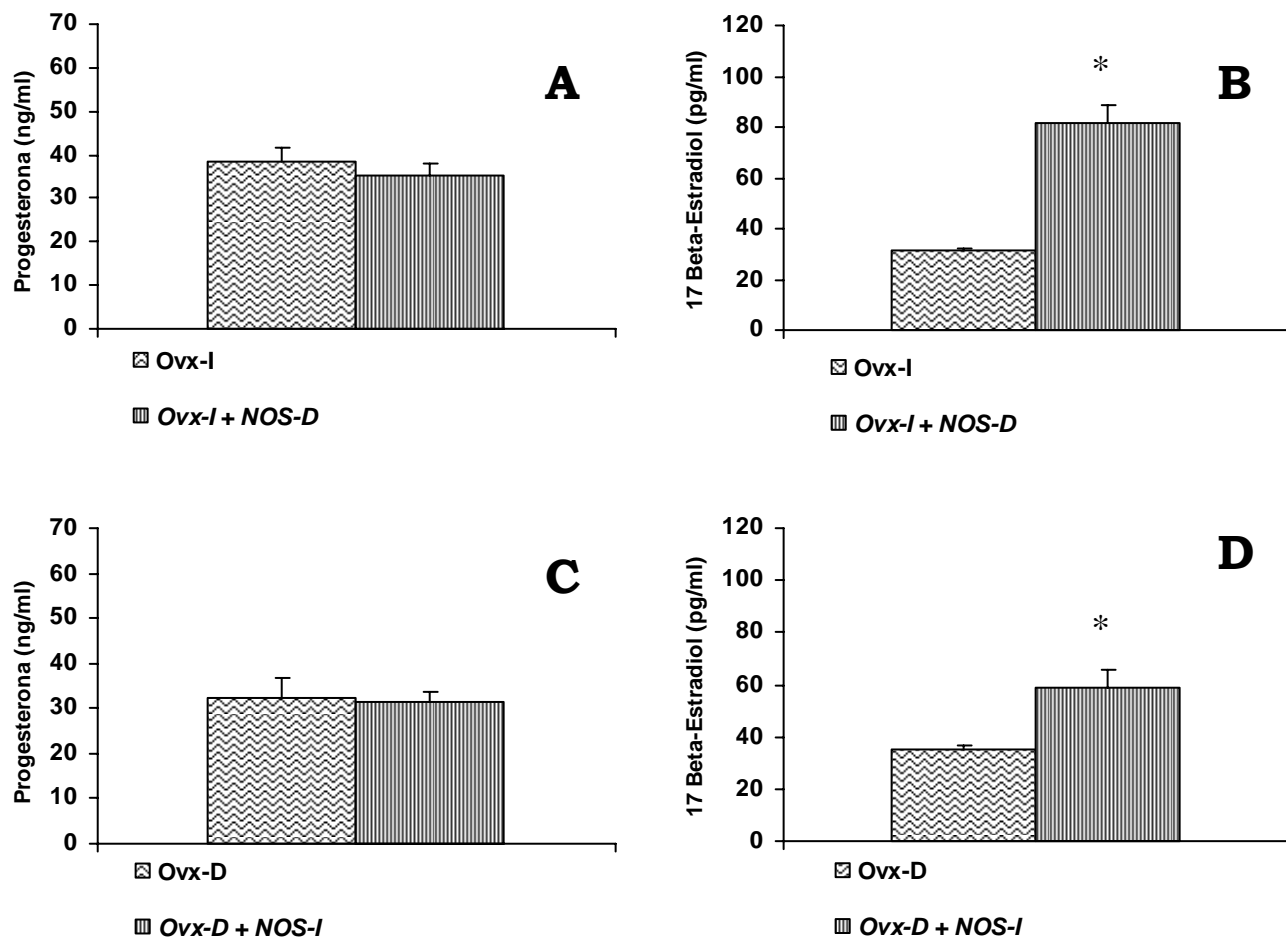 A
Progesterona (ng/ml)
70
60
50
40
30
20
10
0
Ovx-I
Ovx-I + NOS-D
B
17 Beta-Estradiol (pg/ml)
120
100
80
60
40
20
0
*
Ovx-I
Ovx-I + NOS-D
C
Progesterona (ng/ml)
70
60
50
40
30
20
10
0
Ovx-D
Ovx-D + NOS-I
D
17 Beta-Estradiol (pg/ml)
120
100
80
60
40
20
0
*
Ovx-D
Ovx-D + NOS-I